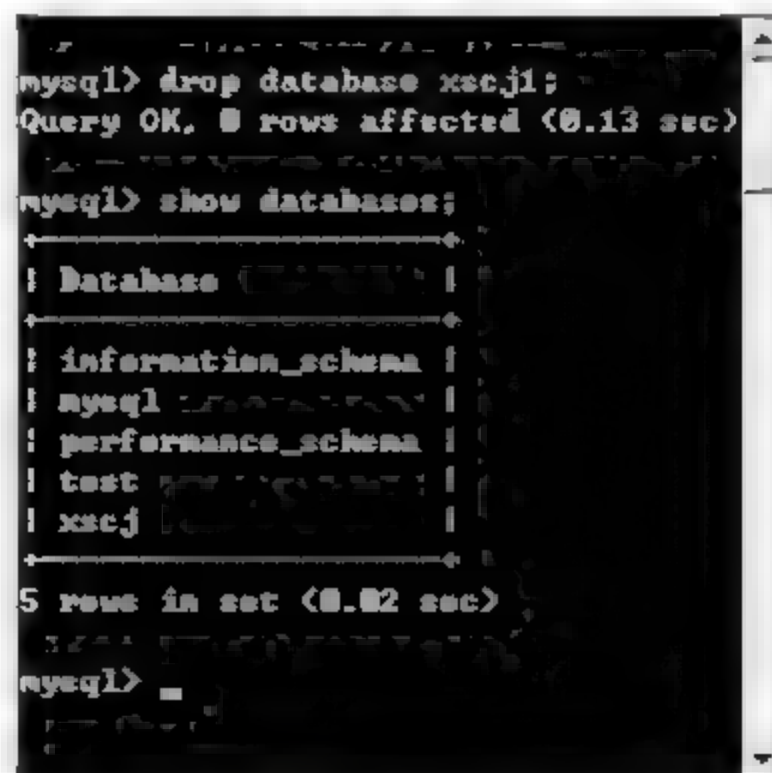 mysql> drop database xscj1;
Query OK, 0 rows affected (0.13 sec)
mysql> show databases;
+--------------------+
| Database           |
+--------------------+
| information_schema |
| mysql              |
| performance_schema |
| test               |
| xscj               |
+--------------------+
5 rows in set (0.02 sec)
mysql> _